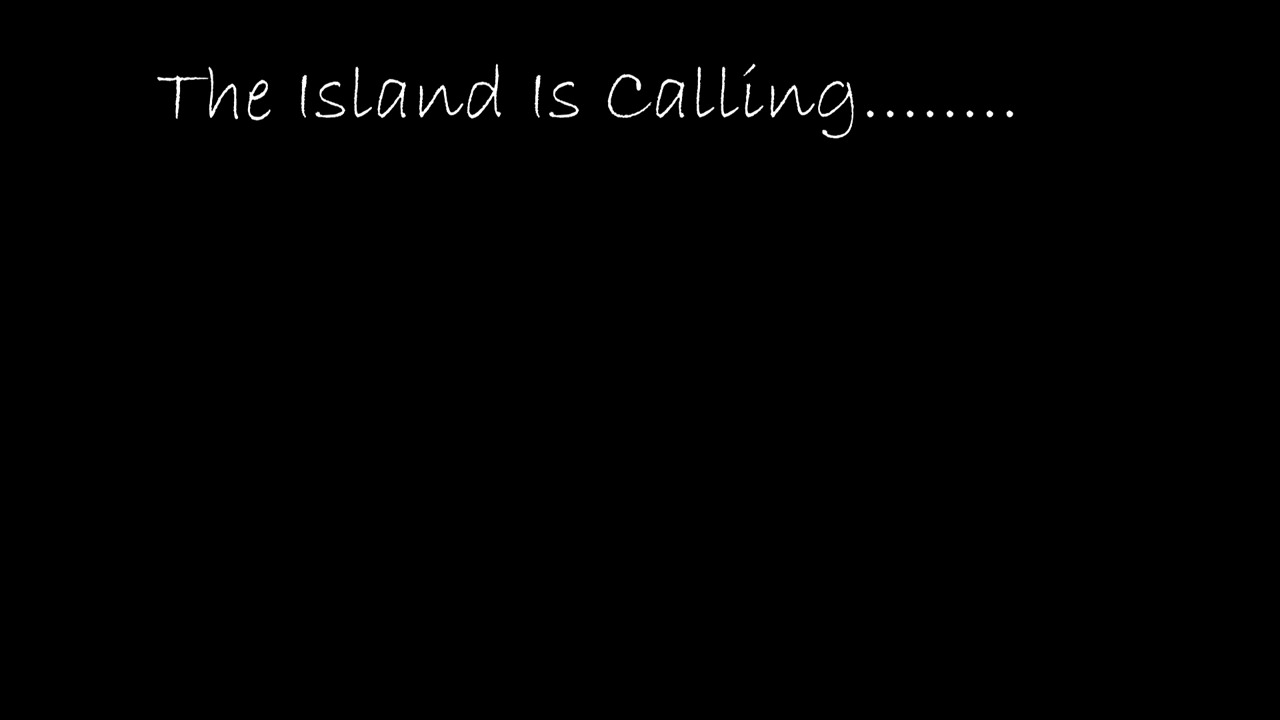 The Island Is Calling........